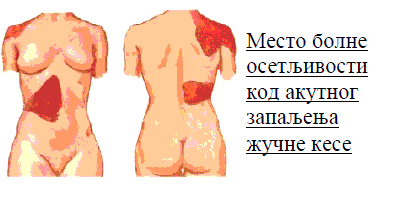 Место болне
осетљивости
код акутног
запаљења
жучне кесе